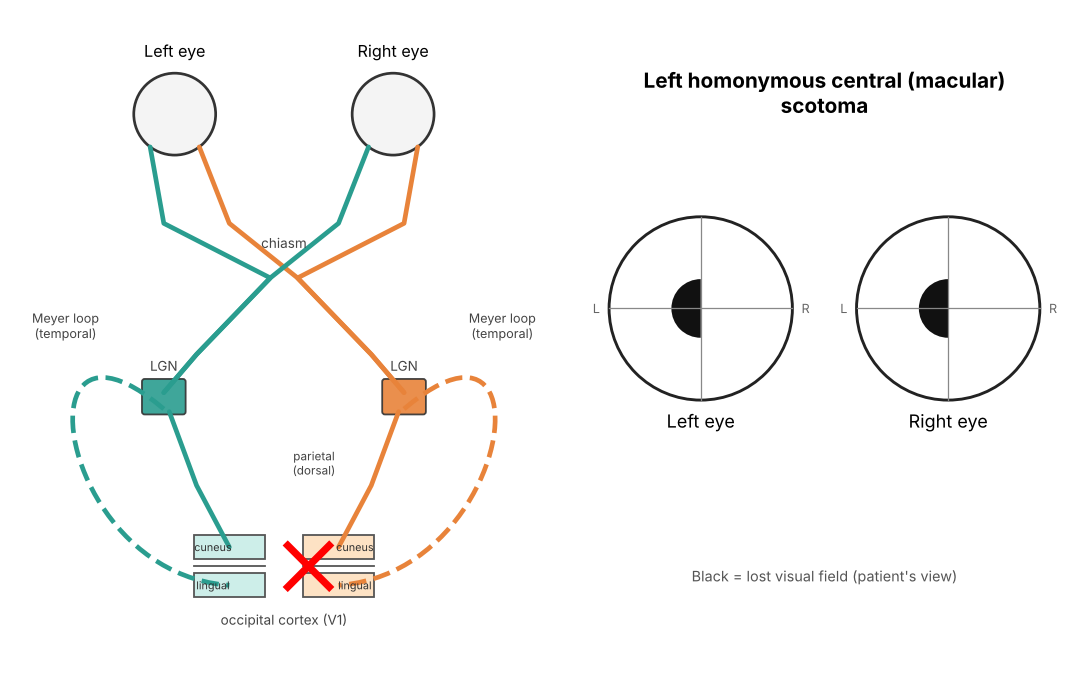 Left eye
Right eye
Left homonymous central (macular)
scotoma
chiasm
Meyer loop
(temporal)
Meyer loop
(temporal)
LGN
LGN
L
R
L
R
Left eye
Right eye
parietal
(dorsal)
cuneus
cuneus
lingual
lingual
occipital cortex (V1)
Black = lost visual field (patient's view)